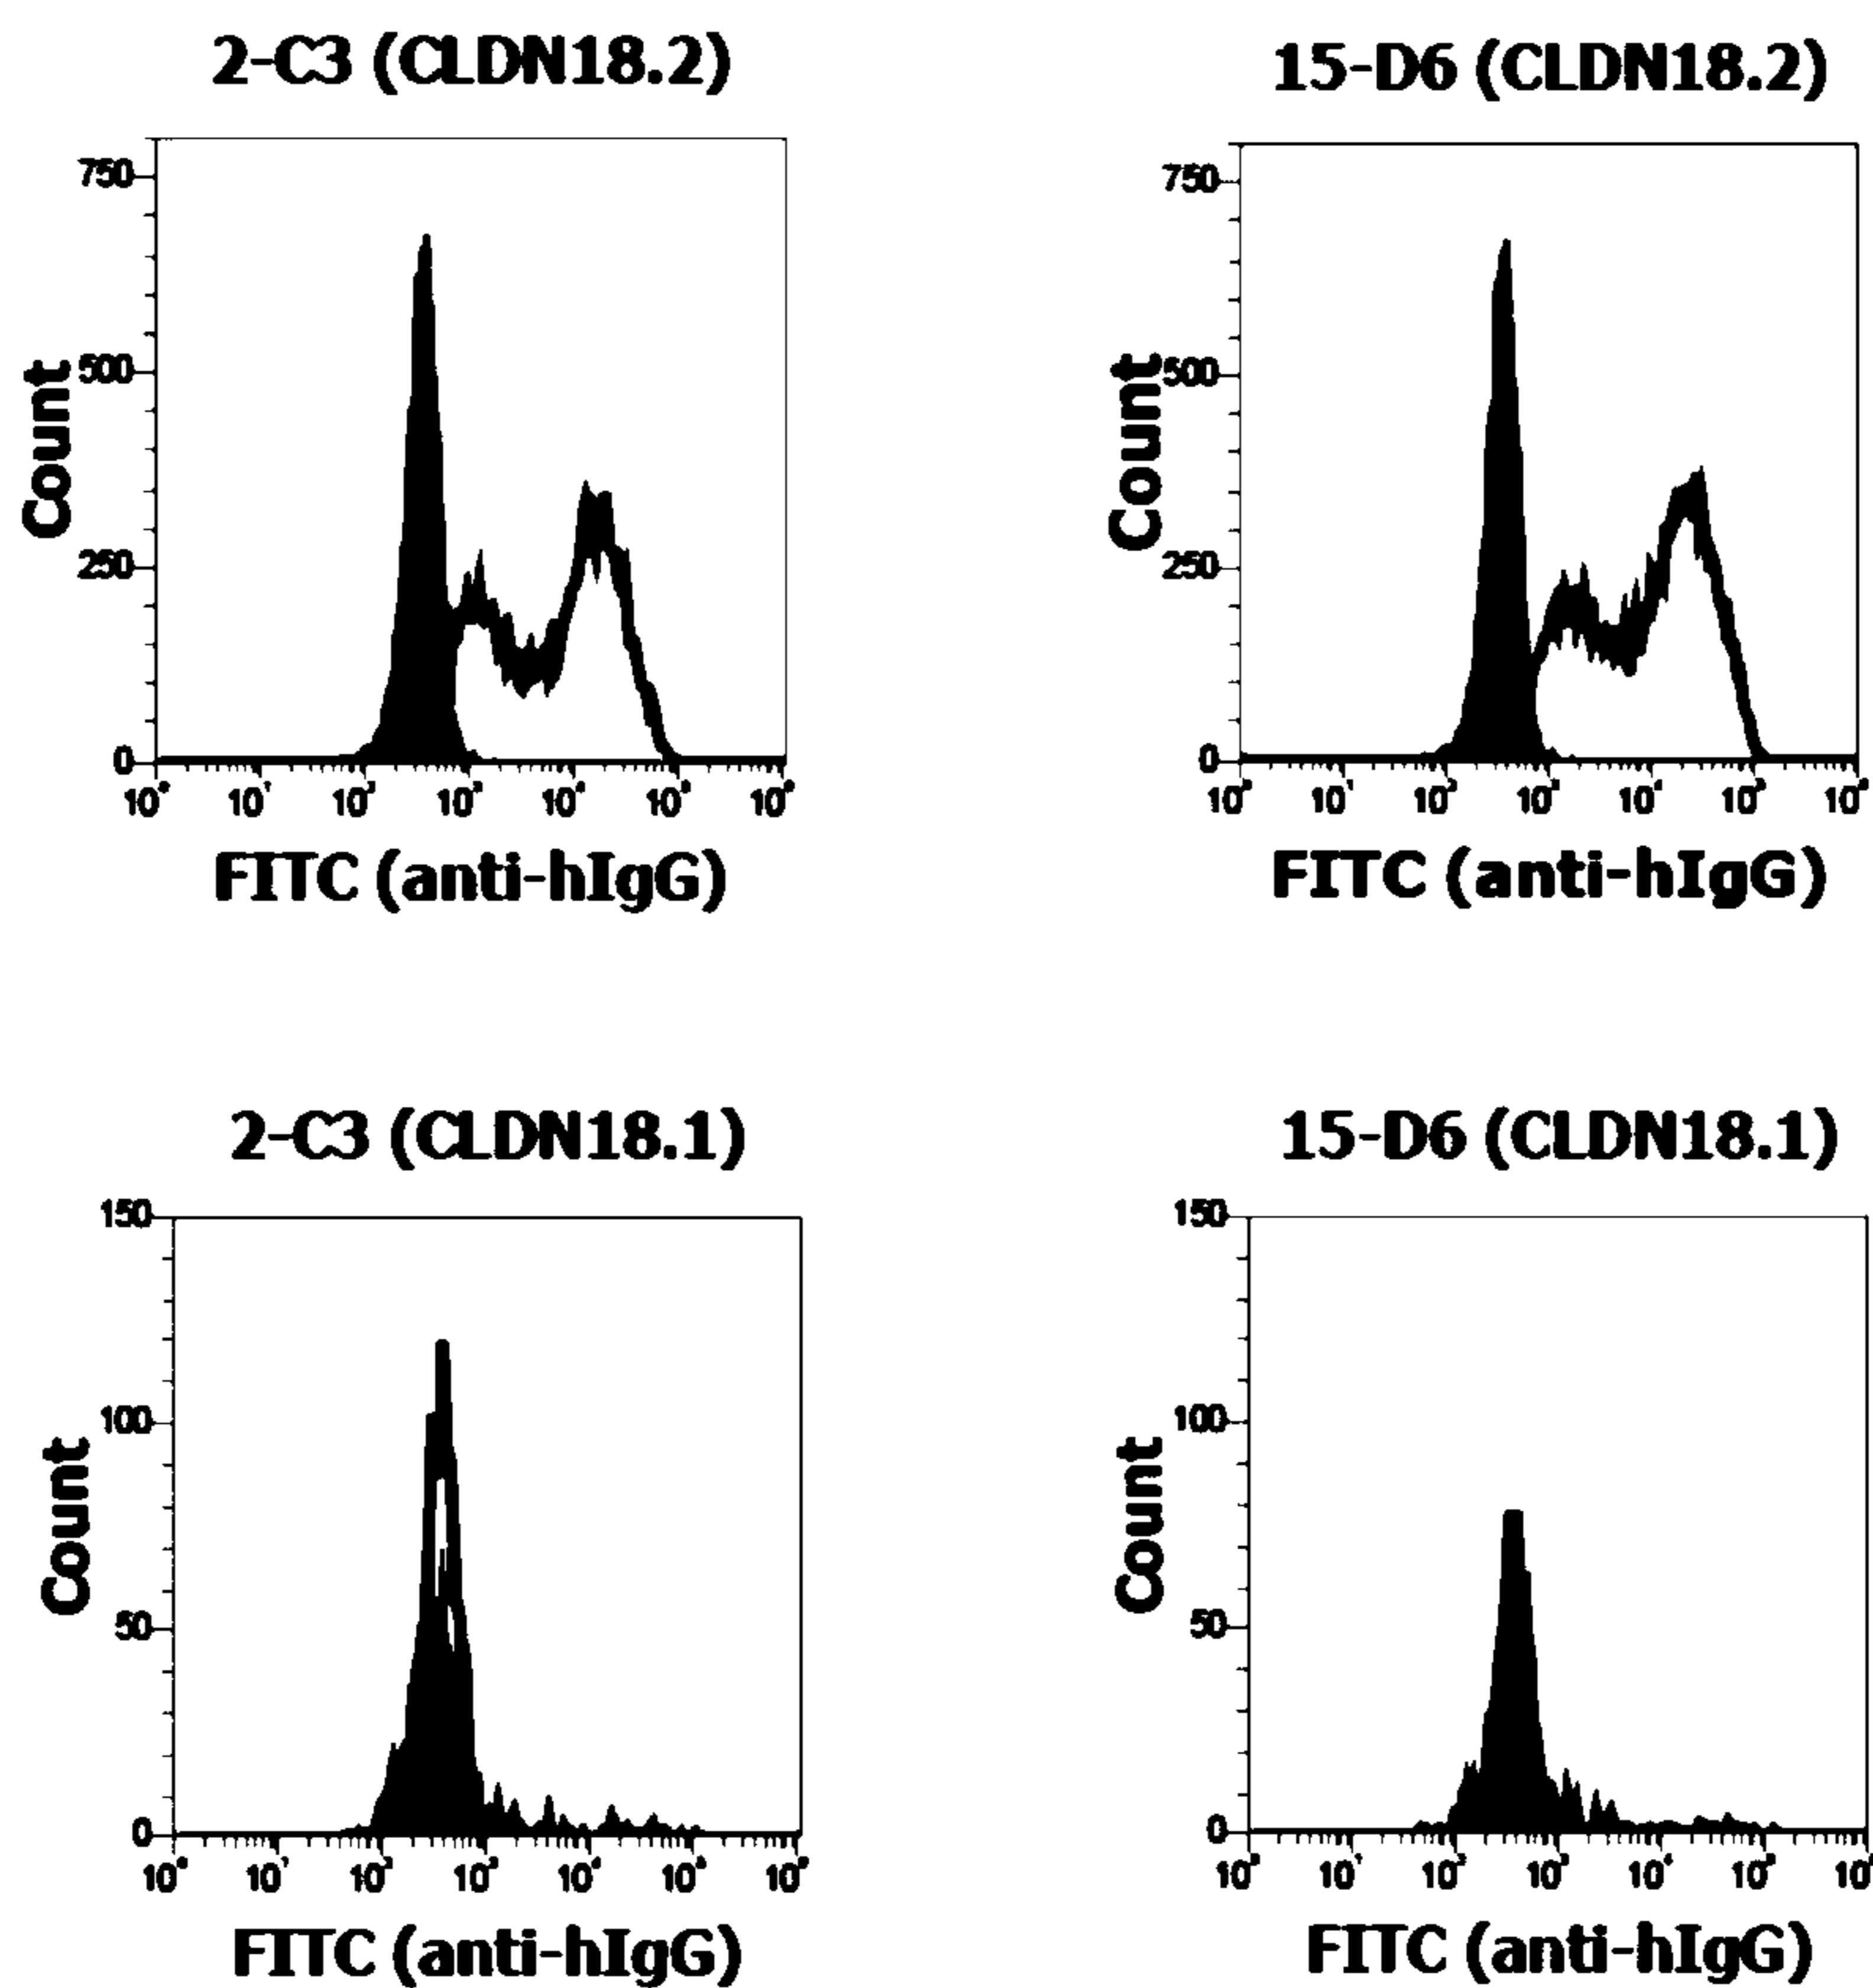 2-C3 (CLDN18.2)
750
500
250
0
Count
10⁰ 10¹ 10² 10³ 10⁴ 10⁵ 10⁶
FITC (anti-hIgG)
15-D6 (CLDN18.2)
750
500
250
0
Count
10⁰ 10¹ 10² 10³ 10⁴ 10⁵ 10⁶
FITC (anti-hIgG)
2-C3 (CLDN18.1)
150
100
50
0
Count
10⁰ 10¹ 10² 10³ 10⁴ 10⁵ 10⁶
FITC (anti-hIgG)
15-D6 (CLDN18.1)
150
100
50
0
Count
10⁰ 10¹ 10² 10³ 10⁴ 10⁵ 10⁶
FITC (anti-hIgG)